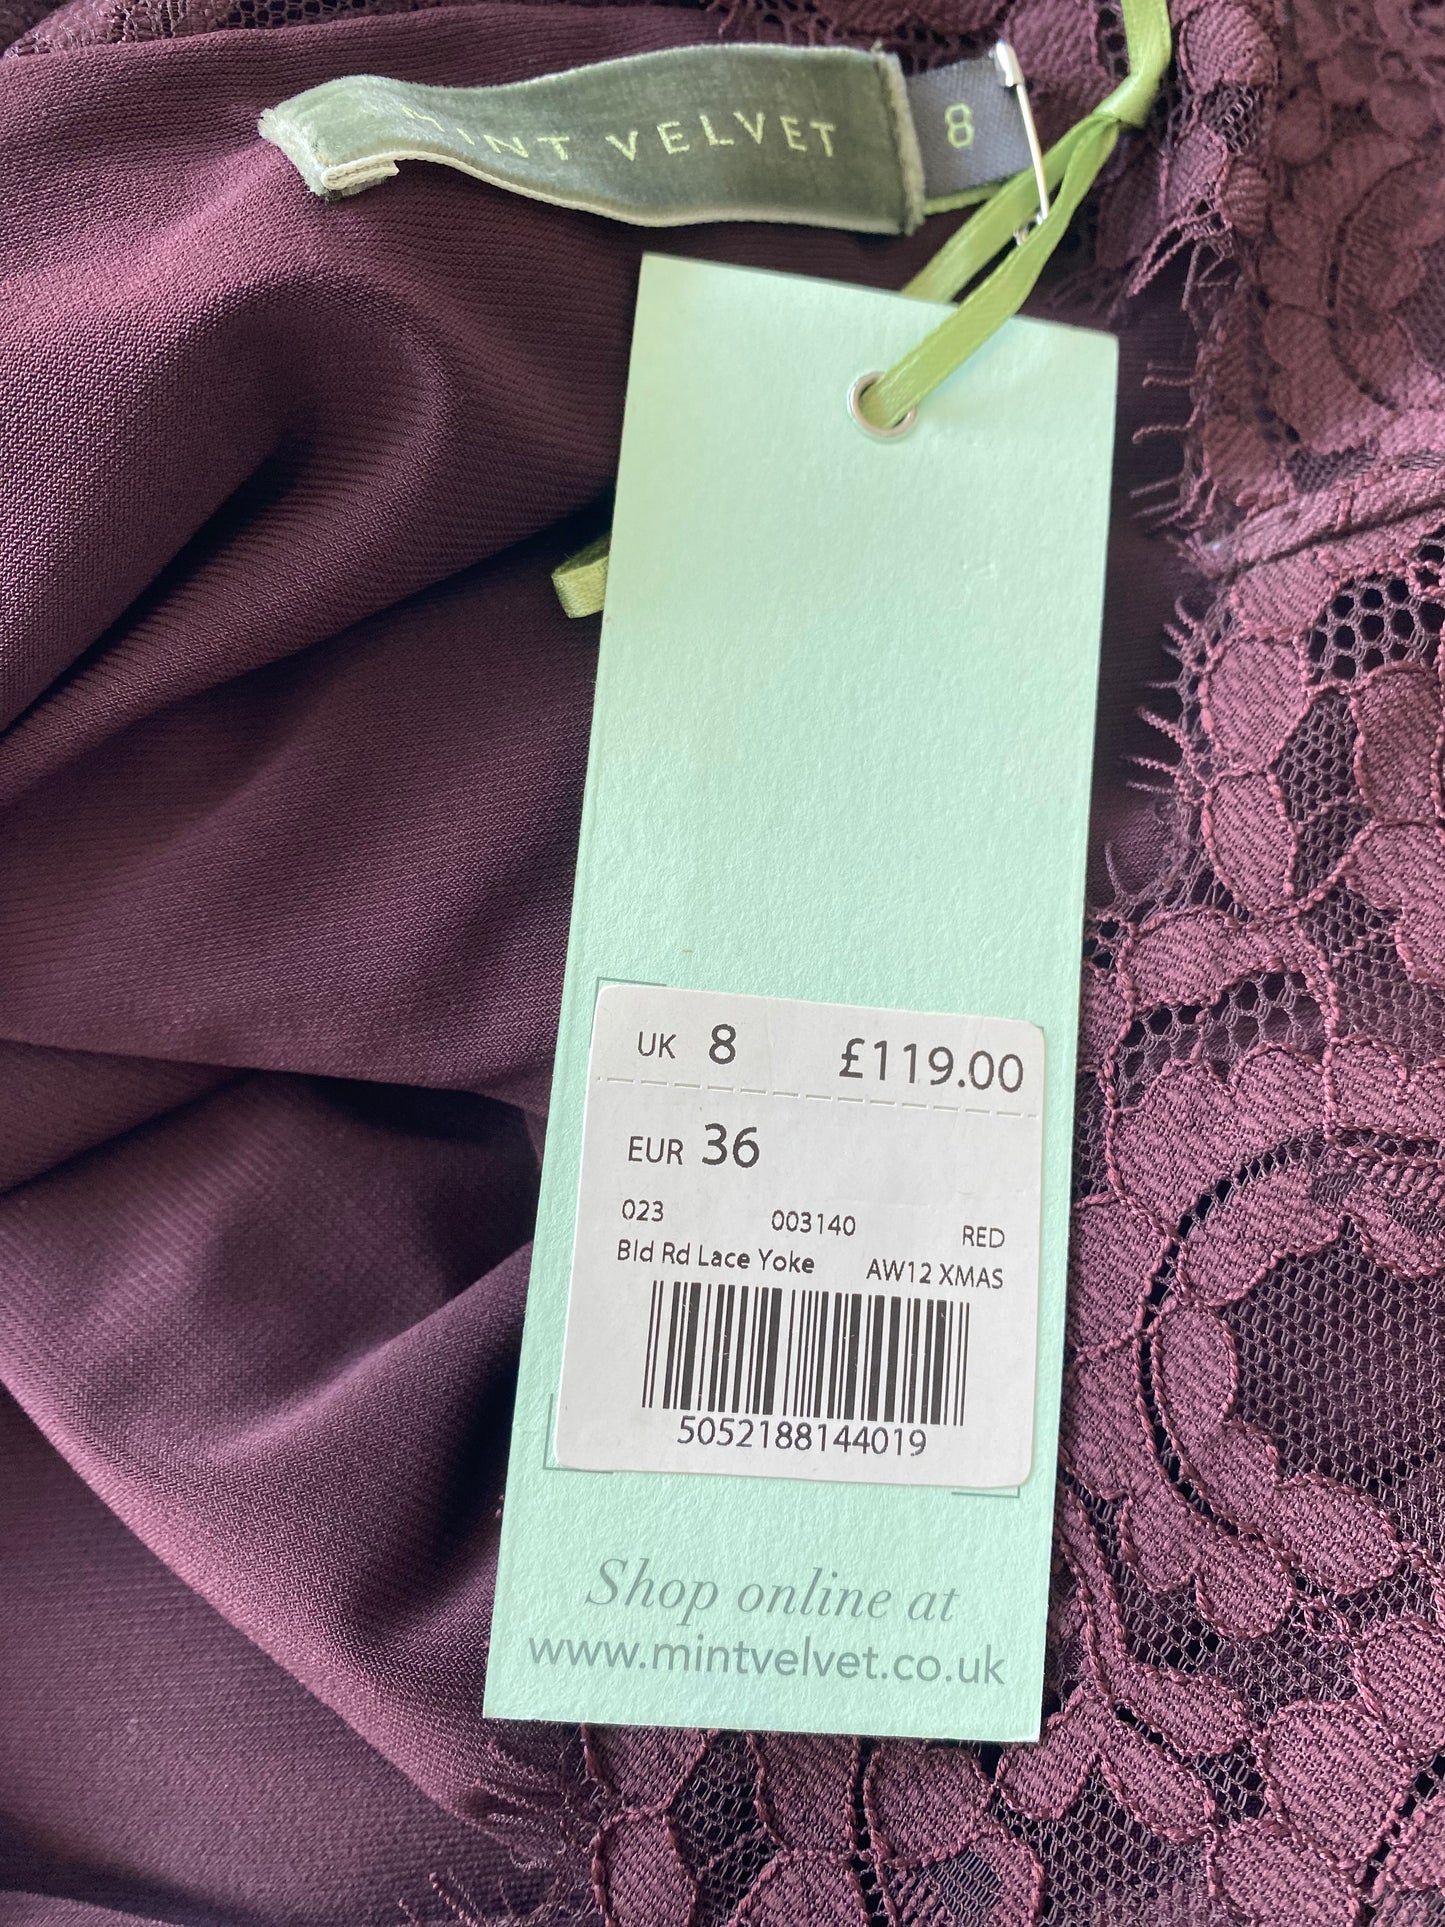 MINT VELVET
8
UK 8 £119.00
EUR 36
023 003140 RED
Bld Rd Lace Yoke AW12 XMAS
5052188144019
Shop online at
www.mintvelvet.co.uk